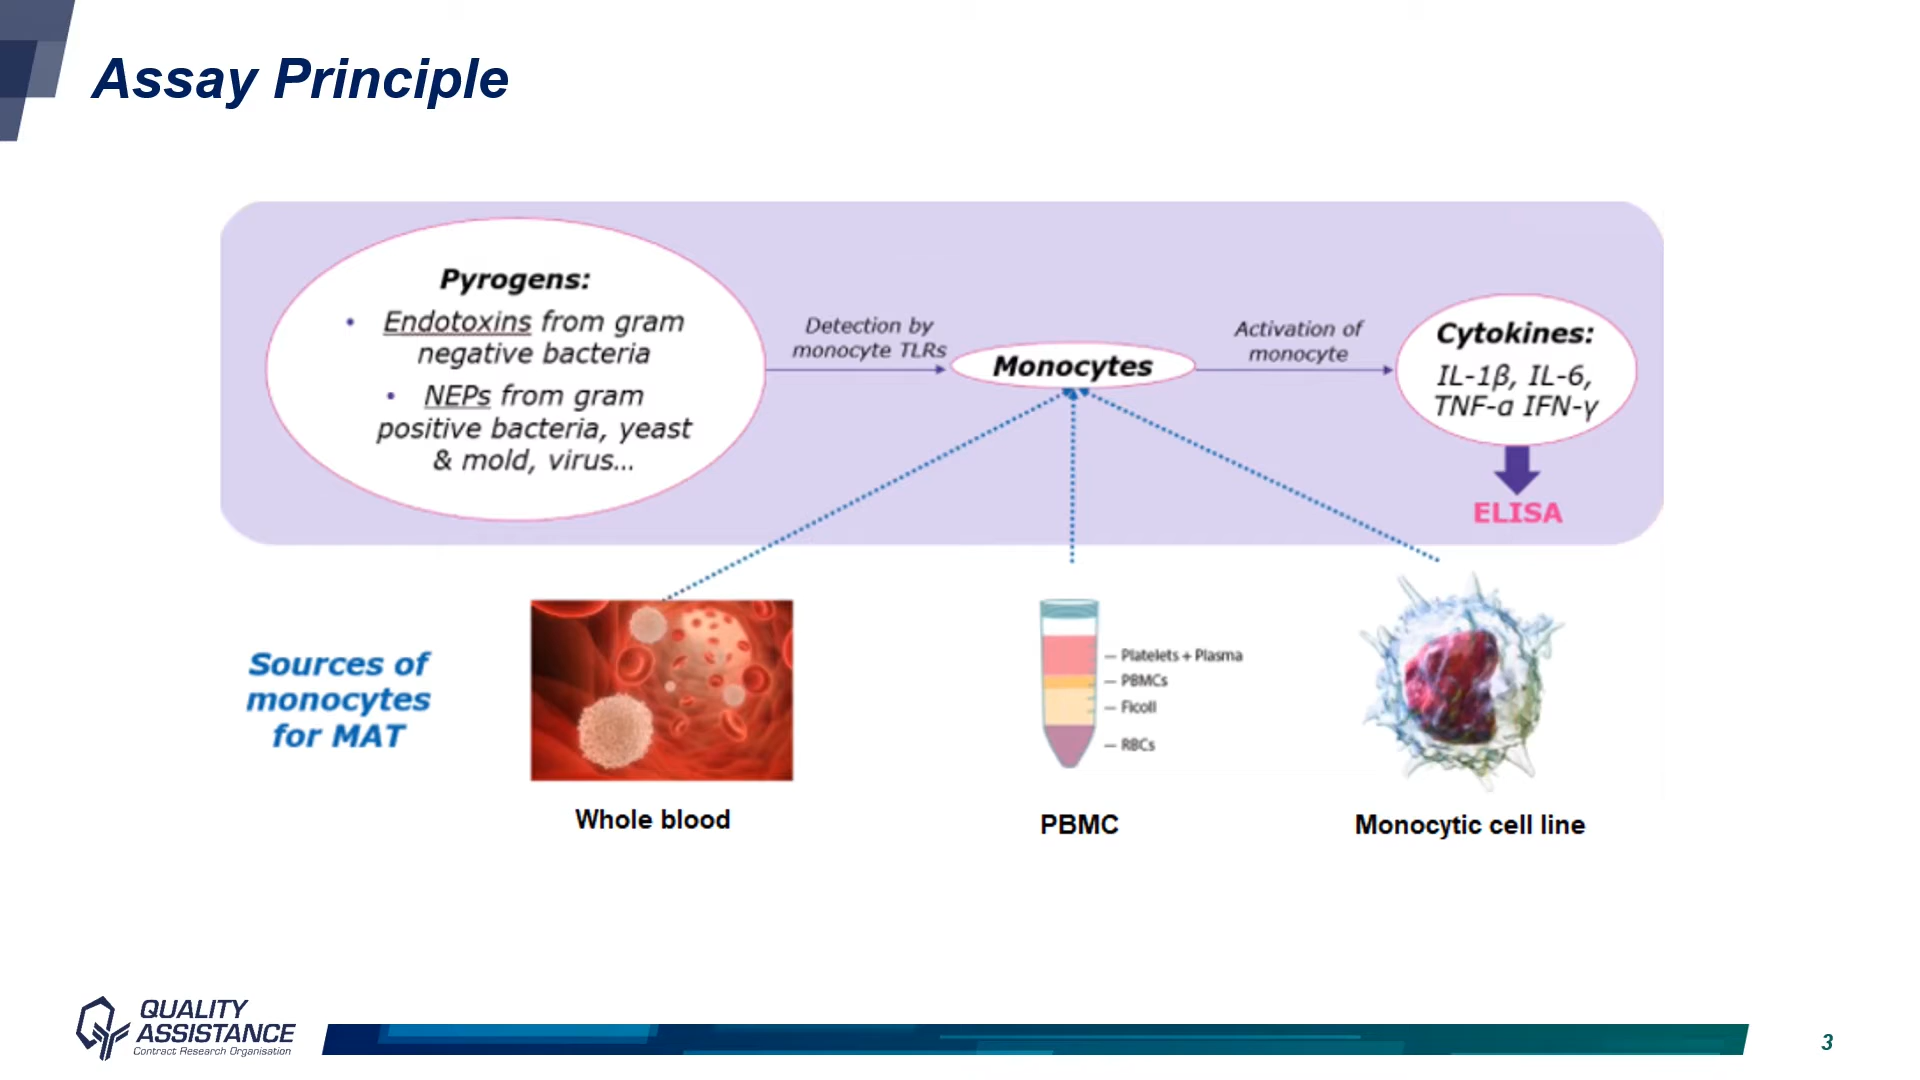 Assay Principle
Pyrogens:
• Endotoxins from gram
negative bacteria
• NEPs from gram
positive bacteria, yeast
& mold, virus...
Detection by
monocyte TLRs
Monocytes
Activation of
monocyte
Cytokines:
IL-1β, IL-6,
TNF-α IFN-γ
ELISA
Sources of
monocytes
for MAT
Platelets + Plasma
PBMCs
Ficoll
RBCs
Whole blood
PBMC
Monocytic cell line
QUALITY
ASSISTANCE
Contract Research Organisation
3